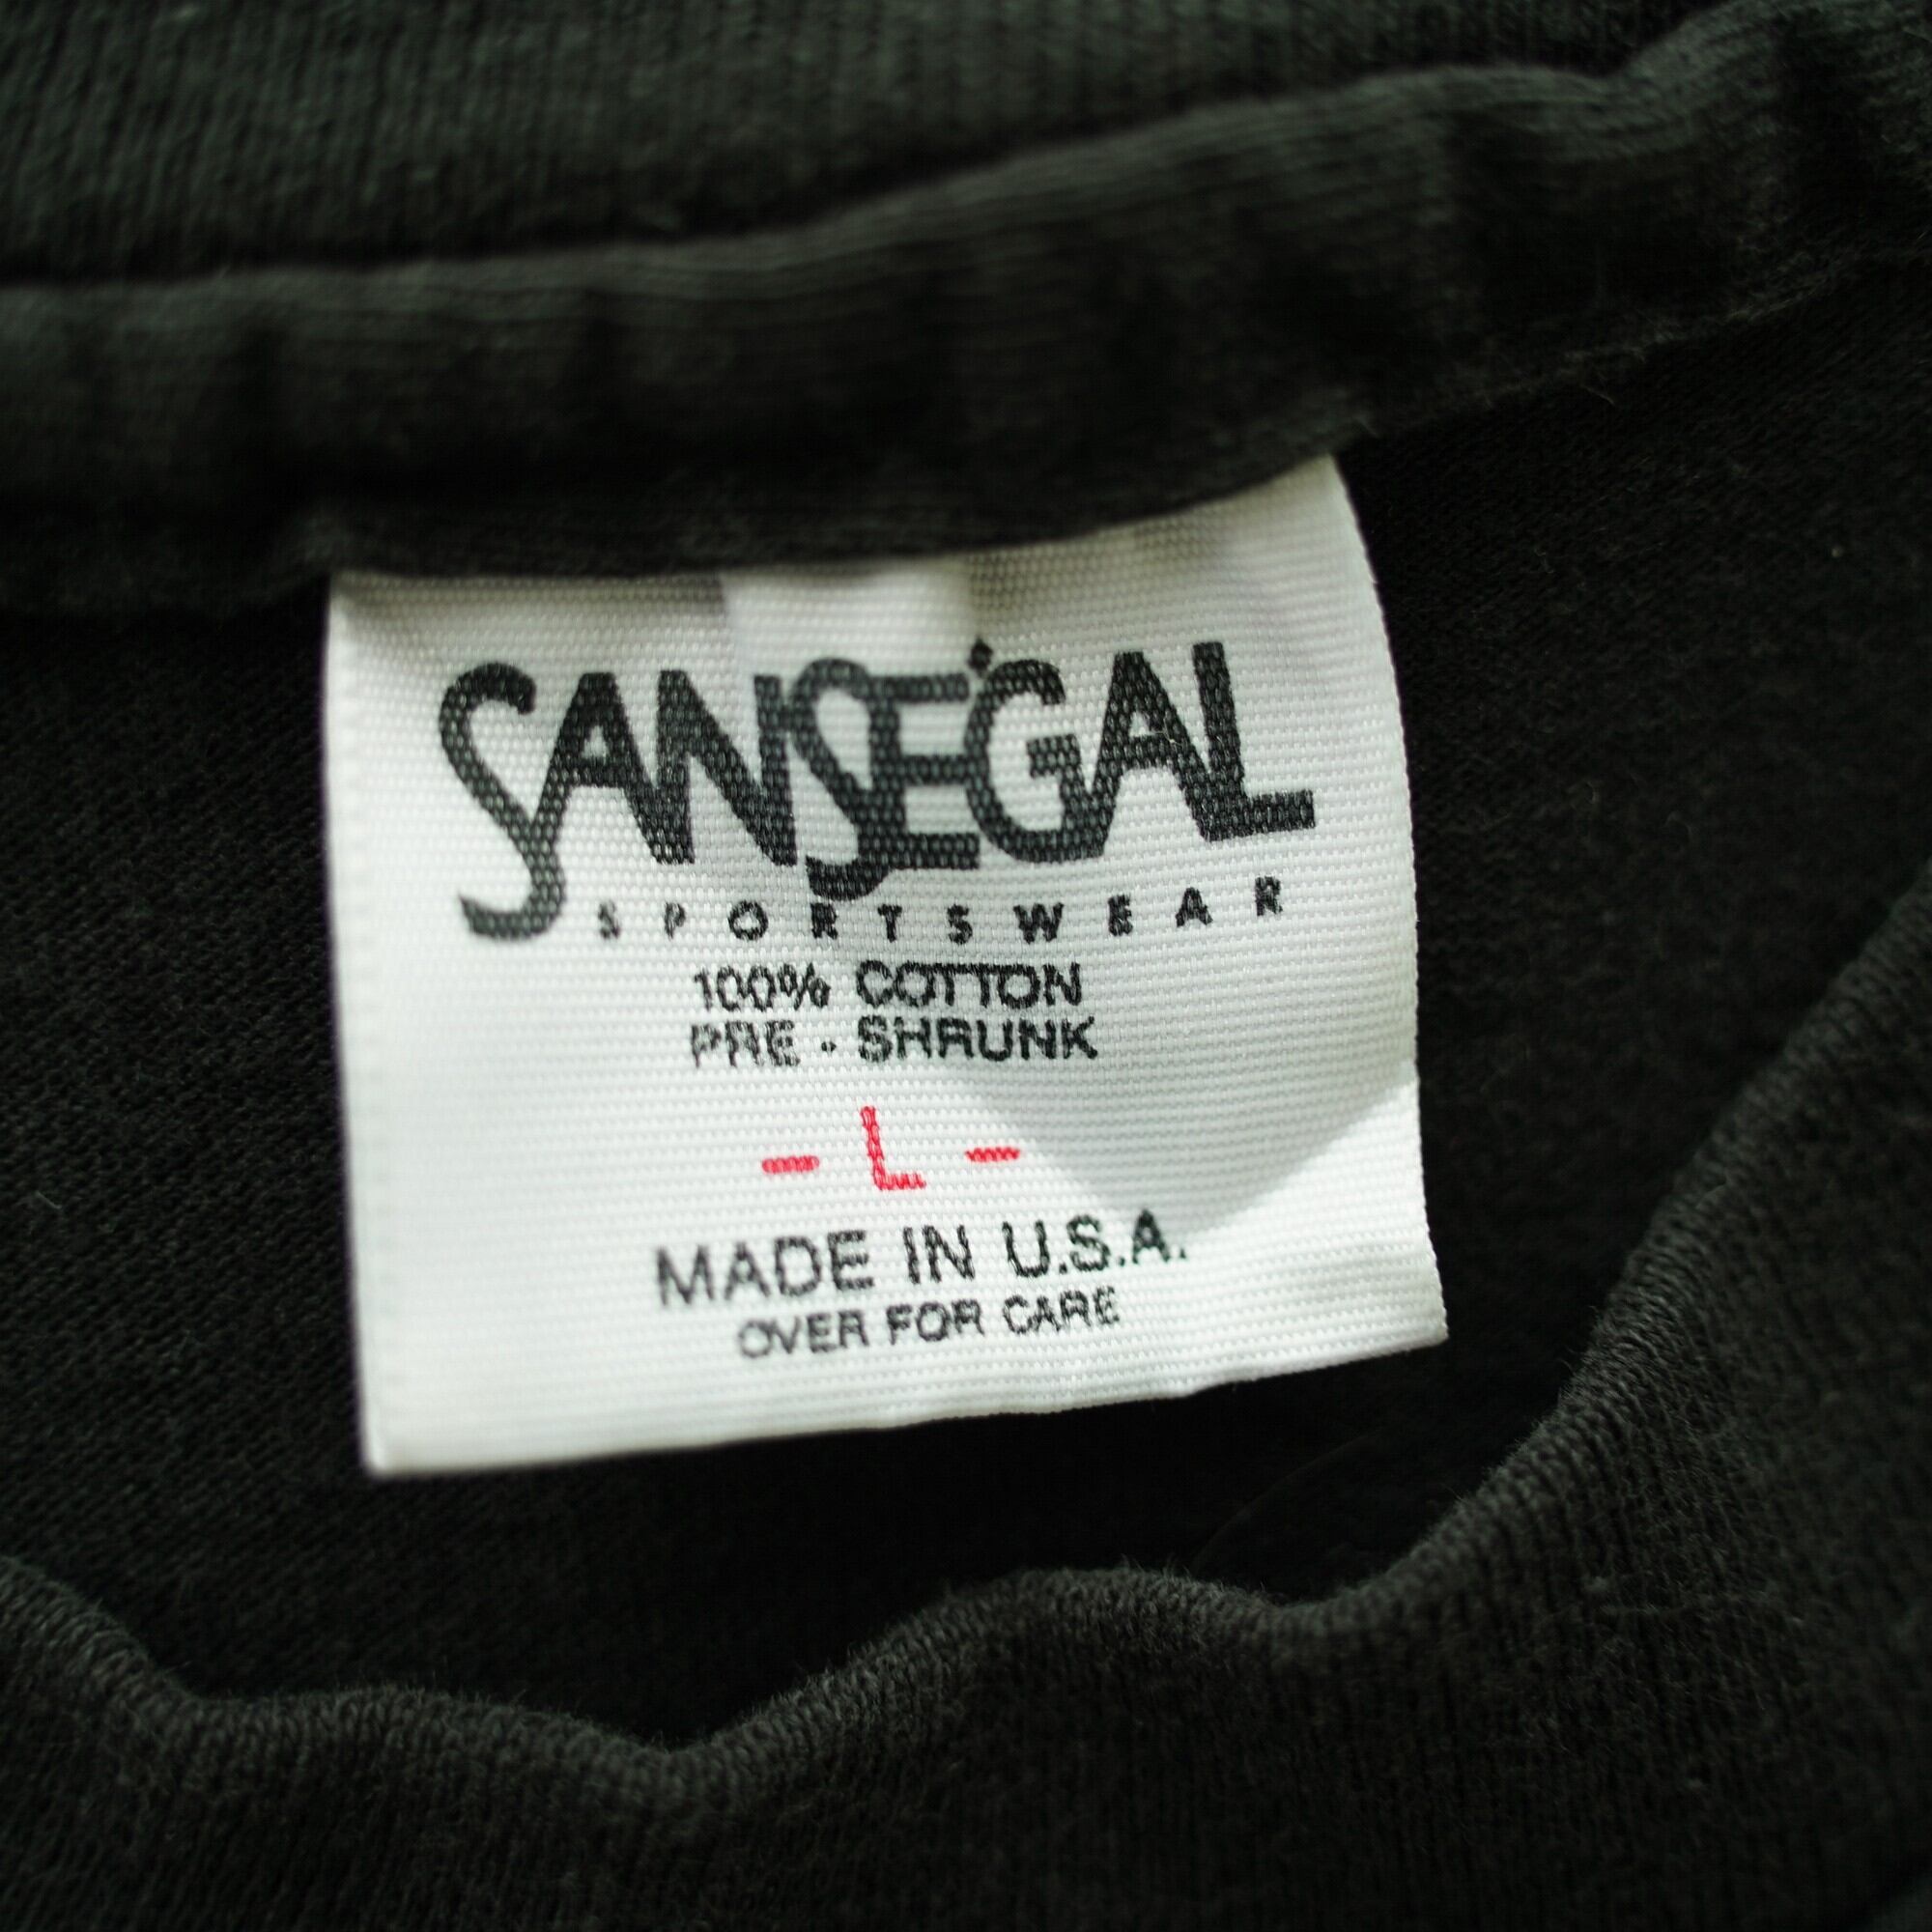 SANSEGAL
SPORTSWEAR
100% COTTON
PRE - SHRUNK
- L -
MADE IN U.S.A.
OVER FOR CARE